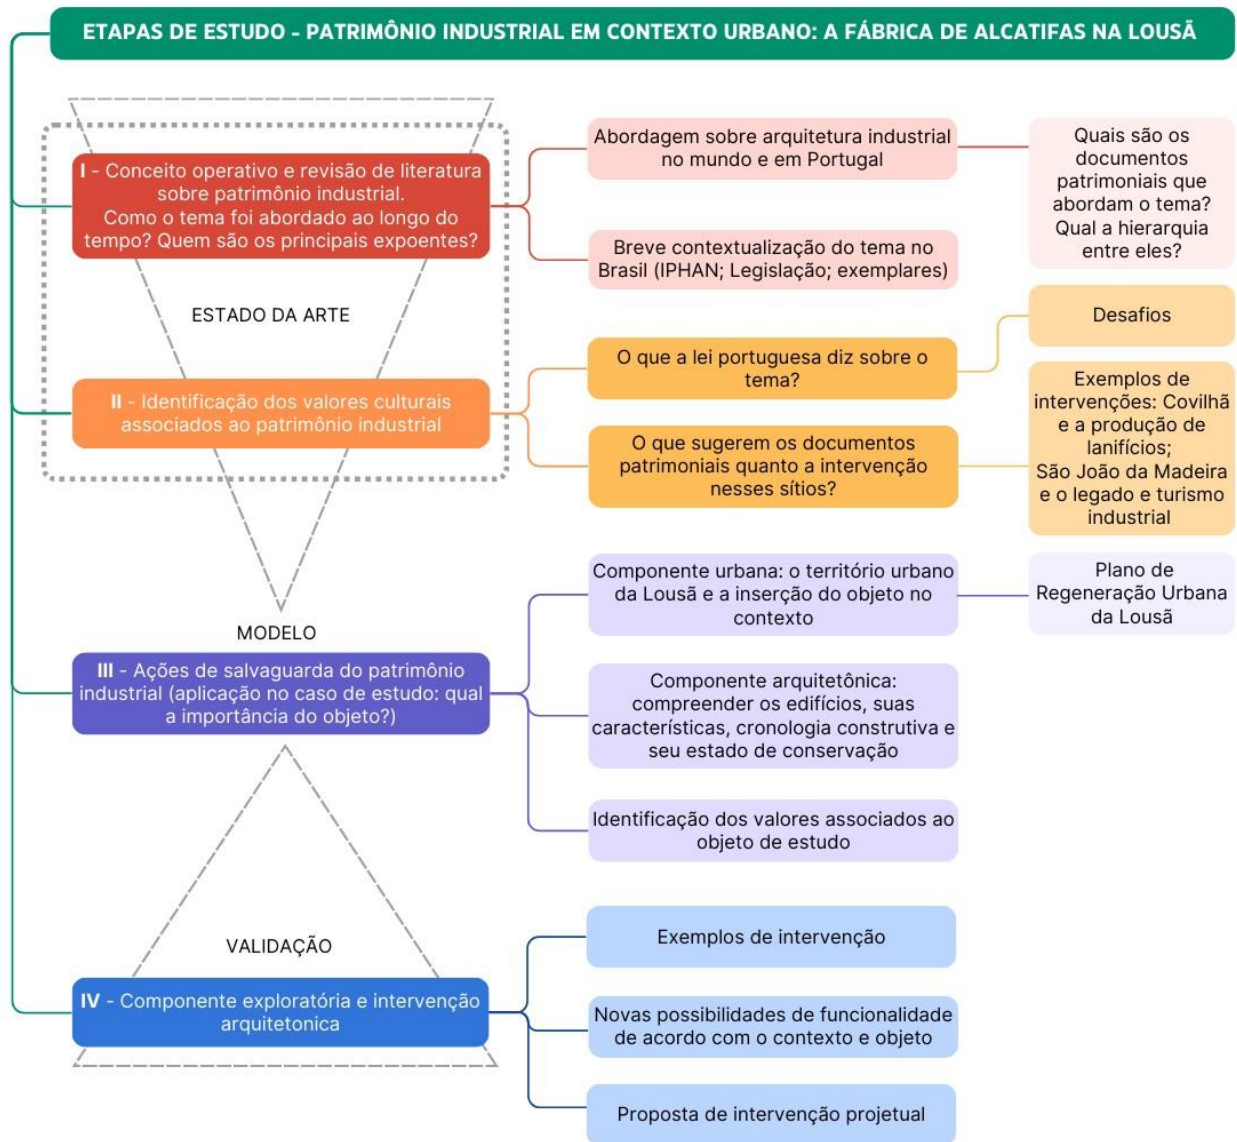 ETAPAS DE ESTUDO - PATRIMÔNIO INDUSTRIAL EM CONTEXTO URBANO: A FÁBRICA DE ALCATIFAS NA LOUSÃ
I - Conceito operativo e revisão de literatura
sobre patrimônio industrial.
Como o tema foi abordado ao longo do
tempo? Quem são os principais expoentes?
Abordagem sobre arquitetura industrial
no mundo e em Portugal
Quais são os
documentos
patrimoniais que
abordam o tema?
Qual a hierarquia
entre eles?
Breve contextualização do tema no
Brasil (IPHAN; Legislação; exemplares)
ESTADO DA ARTE
II - Identificação dos valores culturais
associados ao patrimônio industrial
O que a lei portuguesa diz sobre o
tema?
Desafios
O que sugerem os documentos
patrimoniais quanto a intervenção
nesses sítios?
Exemplos de
intervenções: Covilhã
e a produção de
lanifícios;
São João da Madeira
e o legado e turismo
industrial
MODELO
III - Ações de salvaguarda do patrimônio
industrial (aplicação no caso de estudo: qual
a importância do objeto?)
Componente urbana: o território urbano
da Lousã e a inserção do objeto no
contexto
Plano de
Regeneração Urbana
da Lousã
Componente arquitetônica:
compreender os edifícios, suas
características, cronologia construtiva e
seu estado de conservação
Identificação dos valores associados ao
objeto de estudo
VALIDAÇÃO
IV - Componente exploratória e intervenção
arquitetonica
Exemplos de intervenção
Novas possibilidades de funcionalidade
de acordo com o contexto e objeto
Proposta de intervenção projetual